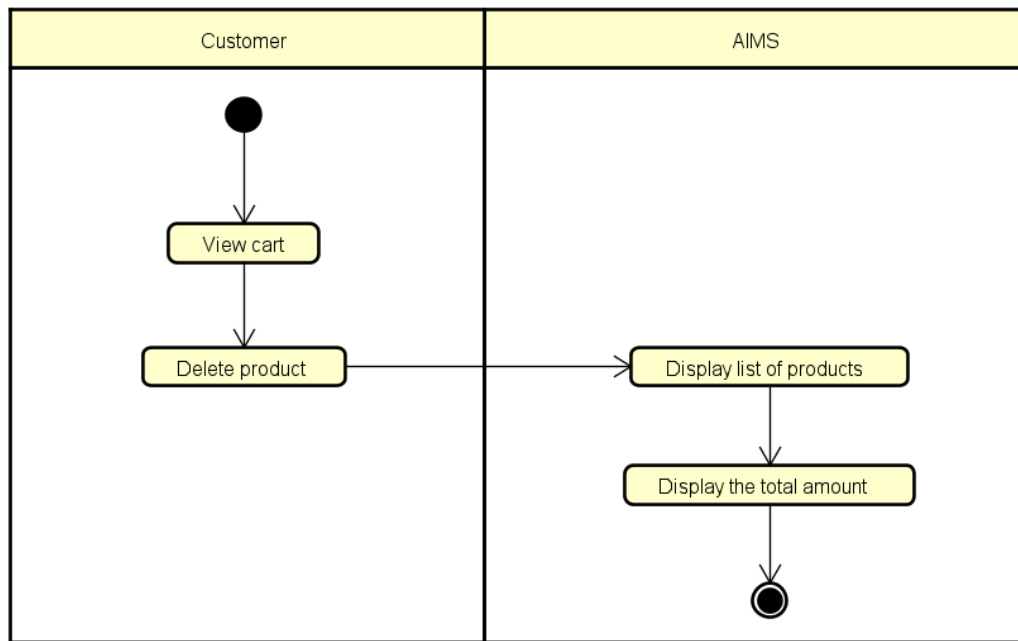 Customer
AIMS
View cart
Delete product
Display list of products
Display the total amount